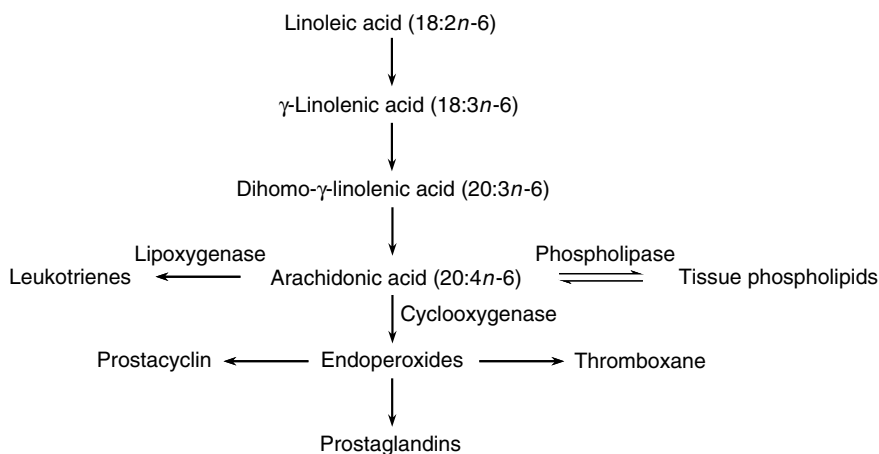 Linoleic acid (18:2n-6)
γ-Linolenic acid (18:3n-6)
Dihomo-γ-linolenic acid (20:3n-6)
Lipoxygenase
Phospholipase
Leukotrienes
Arachidonic acid (20:4n-6)
Tissue phospholipids
Cyclooxygenase
Prostacyclin
Endoperoxides
Thromboxane
Prostaglandins